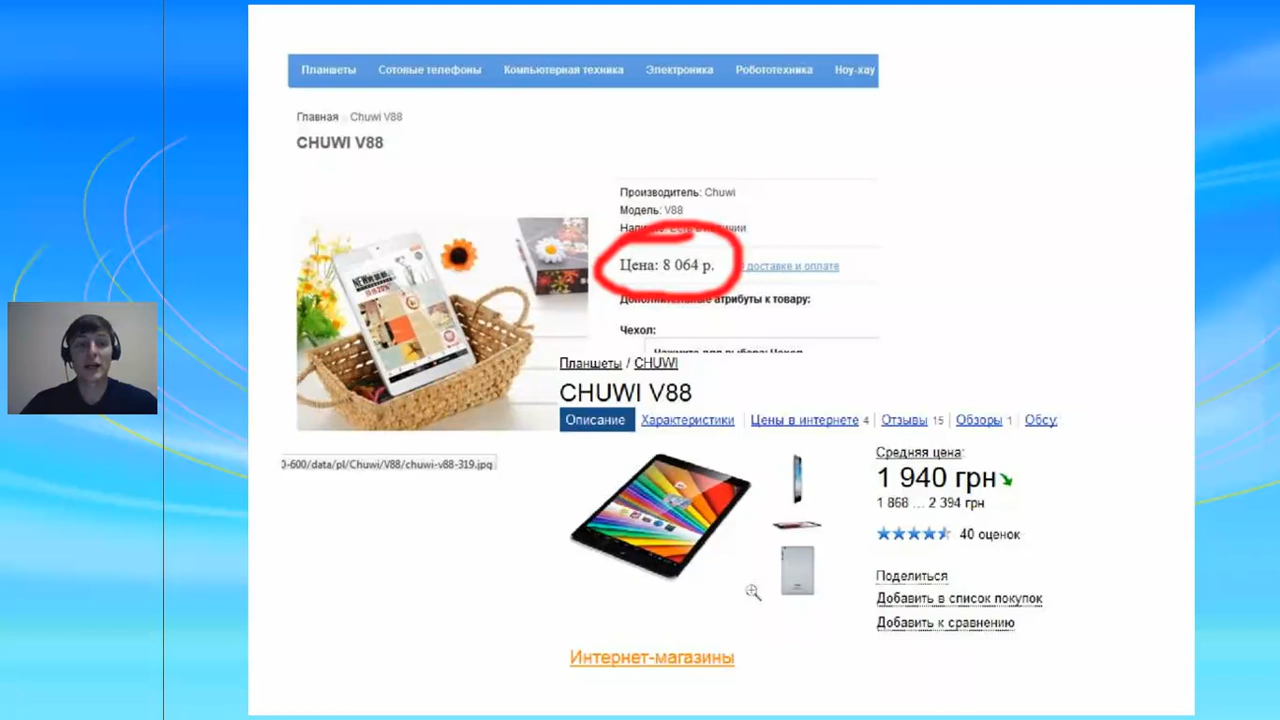 Планшеты Сотовые телефоны Компьютерная техника Электроника Робототехника Ноу-хау
Главная Chuwi V88
CHUWI V88
Производитель: Chuwi
Модель: V88
Цена: 8 064 р.
доставке и оплате
Дополнительные атрибуты к товару:
Чехол:
Планшеты / CHUWI
CHUWI V88
Описание Характеристики Цены в интернете 4 Отзывы 15 Обзоры 1 Обсу
0-600/data/pl/Chuwi/V88/chuwi-v88-319.jpg
Средняя цена:
1 940 грн
1 868 ... 2 394 грн
40 оценок
Поделиться
Добавить в список покупок
Добавить к сравнению
Интернет-магазины